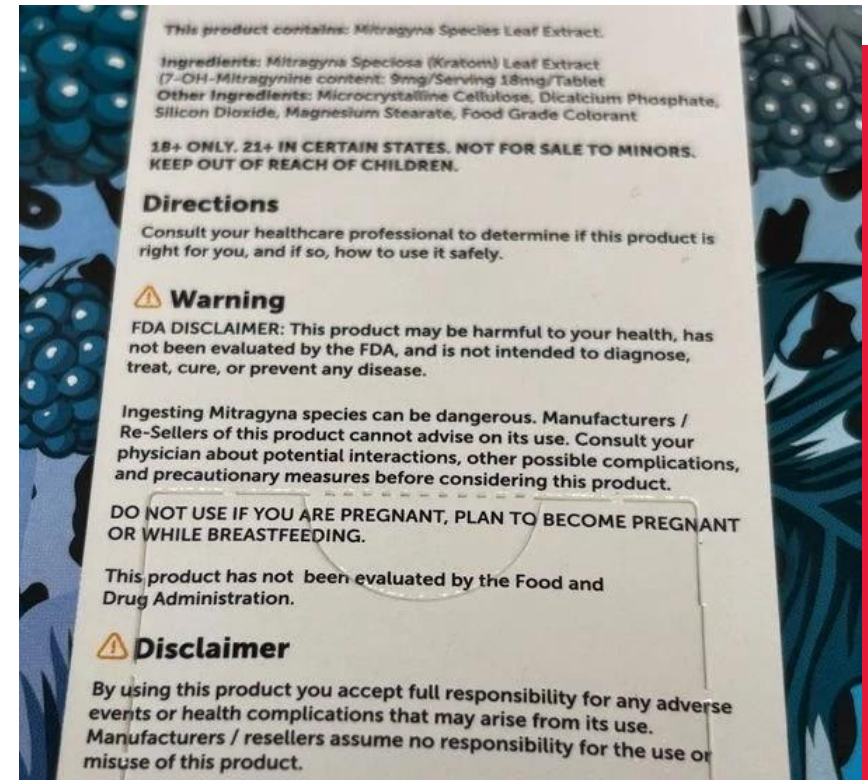 This product contains: Mitragyna Species Leaf Extract.
Ingredients: Mitragyna Speciosa (Kratom) Leaf Extract
(7-OH-Mitragynine content: 9mg/Serving 18mg/Tablet
Other Ingredients: Microcrystalline Cellulose, Dicalcium Phosphate,
Silicon Dioxide, Magnesium Stearate, Food Grade Colorant
18+ ONLY. 21+ IN CERTAIN STATES. NOT FOR SALE TO MINORS.
KEEP OUT OF REACH OF CHILDREN.
Directions
Consult your healthcare professional to determine if this product is
right for you, and if so, how to use it safely.
Warning
FDA DISCLAIMER: This product may be harmful to your health, has
not been evaluated by the FDA, and is not intended to diagnose,
treat, cure, or prevent any disease.
Ingesting Mitragyna species can be dangerous. Manufacturers /
Re-Sellers of this product cannot advise on its use. Consult your
physician about potential interactions, other possible complications,
and precautionary measures before considering this product.
DO NOT USE IF YOU ARE PREGNANT, PLAN TO BECOME PREGNANT
OR WHILE BREASTFEEDING.
This product has not been evaluated by the Food and
Drug Administration.
Disclaimer
By using this product you accept full responsibility for any adverse
events or health complications that may arise from its use.
Manufacturers / resellers assume no responsibility for the use or
misuse of this product.